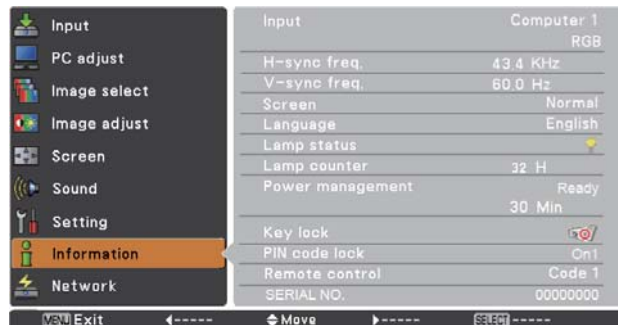 Input
PC adjust
Image select
Image adjust
Screen
Sound
Setting
Information
Network
Input Computer 1
RGB
H-sync freq. 43.4 KHz
V-sync freq. 60.0 Hz
Screen Normal
Language English
Lamp status
Lamp counter 32 H
Power management Ready
30 Min
Key lock
PIN code lock On1
Remote control Code 1
SERIAL NO. 00000000
MENU Exit ◀----- ◆Move ▶----- SELECT -----